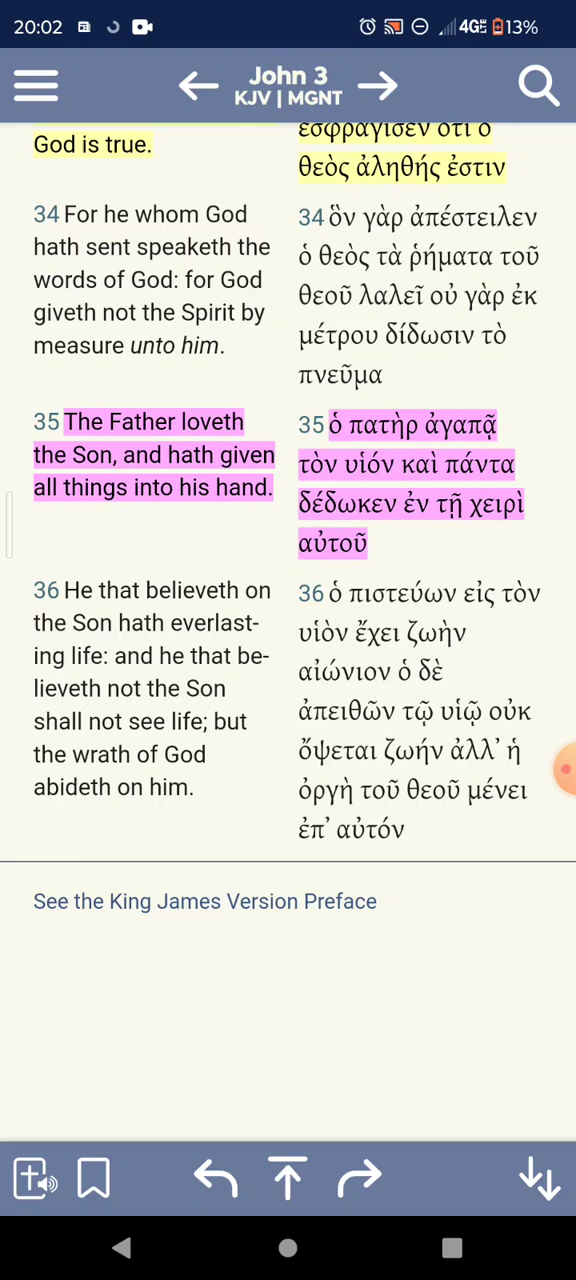 20:02
4G 13%
John 3
KJV | MGNT
God is true.
34 For he whom God
hath sent speaketh the
words of God: for God
giveth not the Spirit by
measure unto him.
35 The Father loveth
the Son, and hath given
all things into his hand.
36 He that believeth on
the Son hath everlast-
ing life: and he that be-
lieveth not the Son
shall not see life; but
the wrath of God
abideth on him.
ἐσφράγισεν ὅτι ὁ
θεὸς ἀληθής ἐστιν
34 ὃν γὰρ ἀπέστειλεν
ὁ θεὸς τὰ ῥήματα τοῦ
θεοῦ λαλεῖ οὐ γὰρ ἐκ
μέτρου δίδωσιν τὸ
πνεῦμα
35 ὁ πατὴρ ἀγαπᾷ
τὸν υἱόν καὶ πάντα
δέδωκεν ἐν τῇ χειρὶ
αὐτοῦ
36 ὁ πιστεύων εἰς τὸν
υἱὸν ἔχει ζωὴν
αἰώνιον ὁ δὲ
ἀπειθῶν τῷ υἱῷ οὐκ
ὄψεται ζωήν ἀλλ’ ἡ
ὀργὴ τοῦ θεοῦ μένει
ἐπ’ αὐτόν
See the King James Version Preface